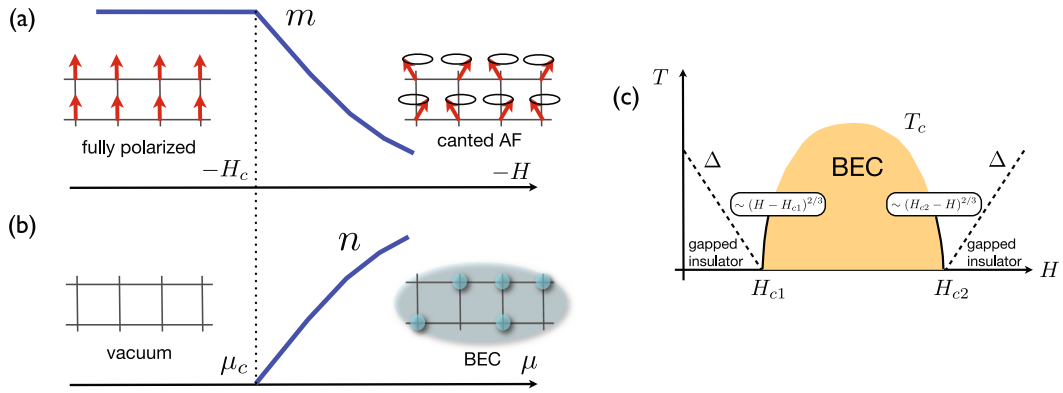 (a)
m
fully polarized
canted AF
−H_c
−H
(b)
n
vacuum
BEC
μ_c
μ
(c)
T
T_c
Δ
BEC
Δ
∼ (H − H_{c1})^{2/3}
∼ (H_{c2} − H)^{2/3}
gapped
insulator
gapped
insulator
H_{c1}
H_{c2}
H